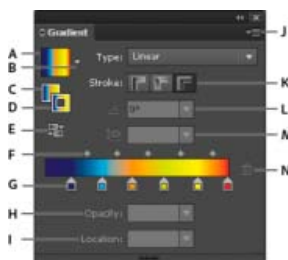 Gradient
A
B
Type: Linear
J
C
Stroke:
K
D
0°
L
E
M
F
G
N
H
Opacity:
I
Location: